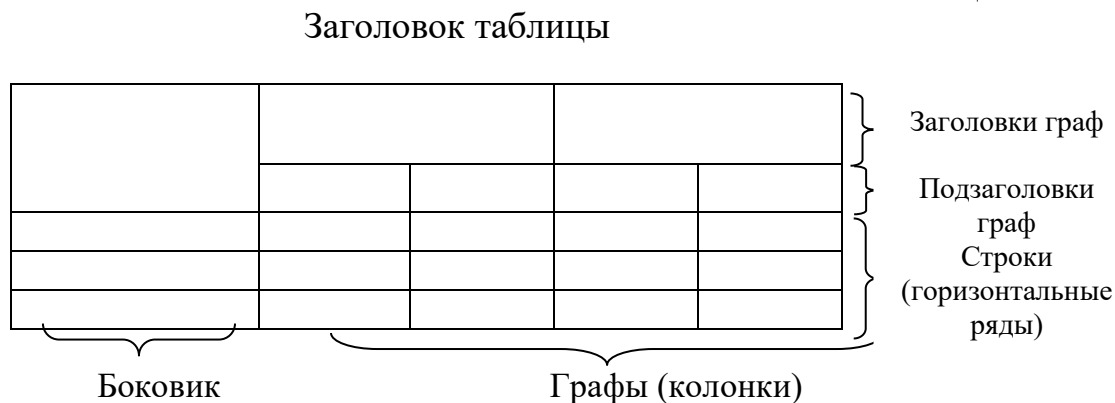 Заголовок таблицы
Заголовки граф
Подзаголовки
граф
Строки
(горизонтальные
ряды)
Боковик
Графы (колонки)